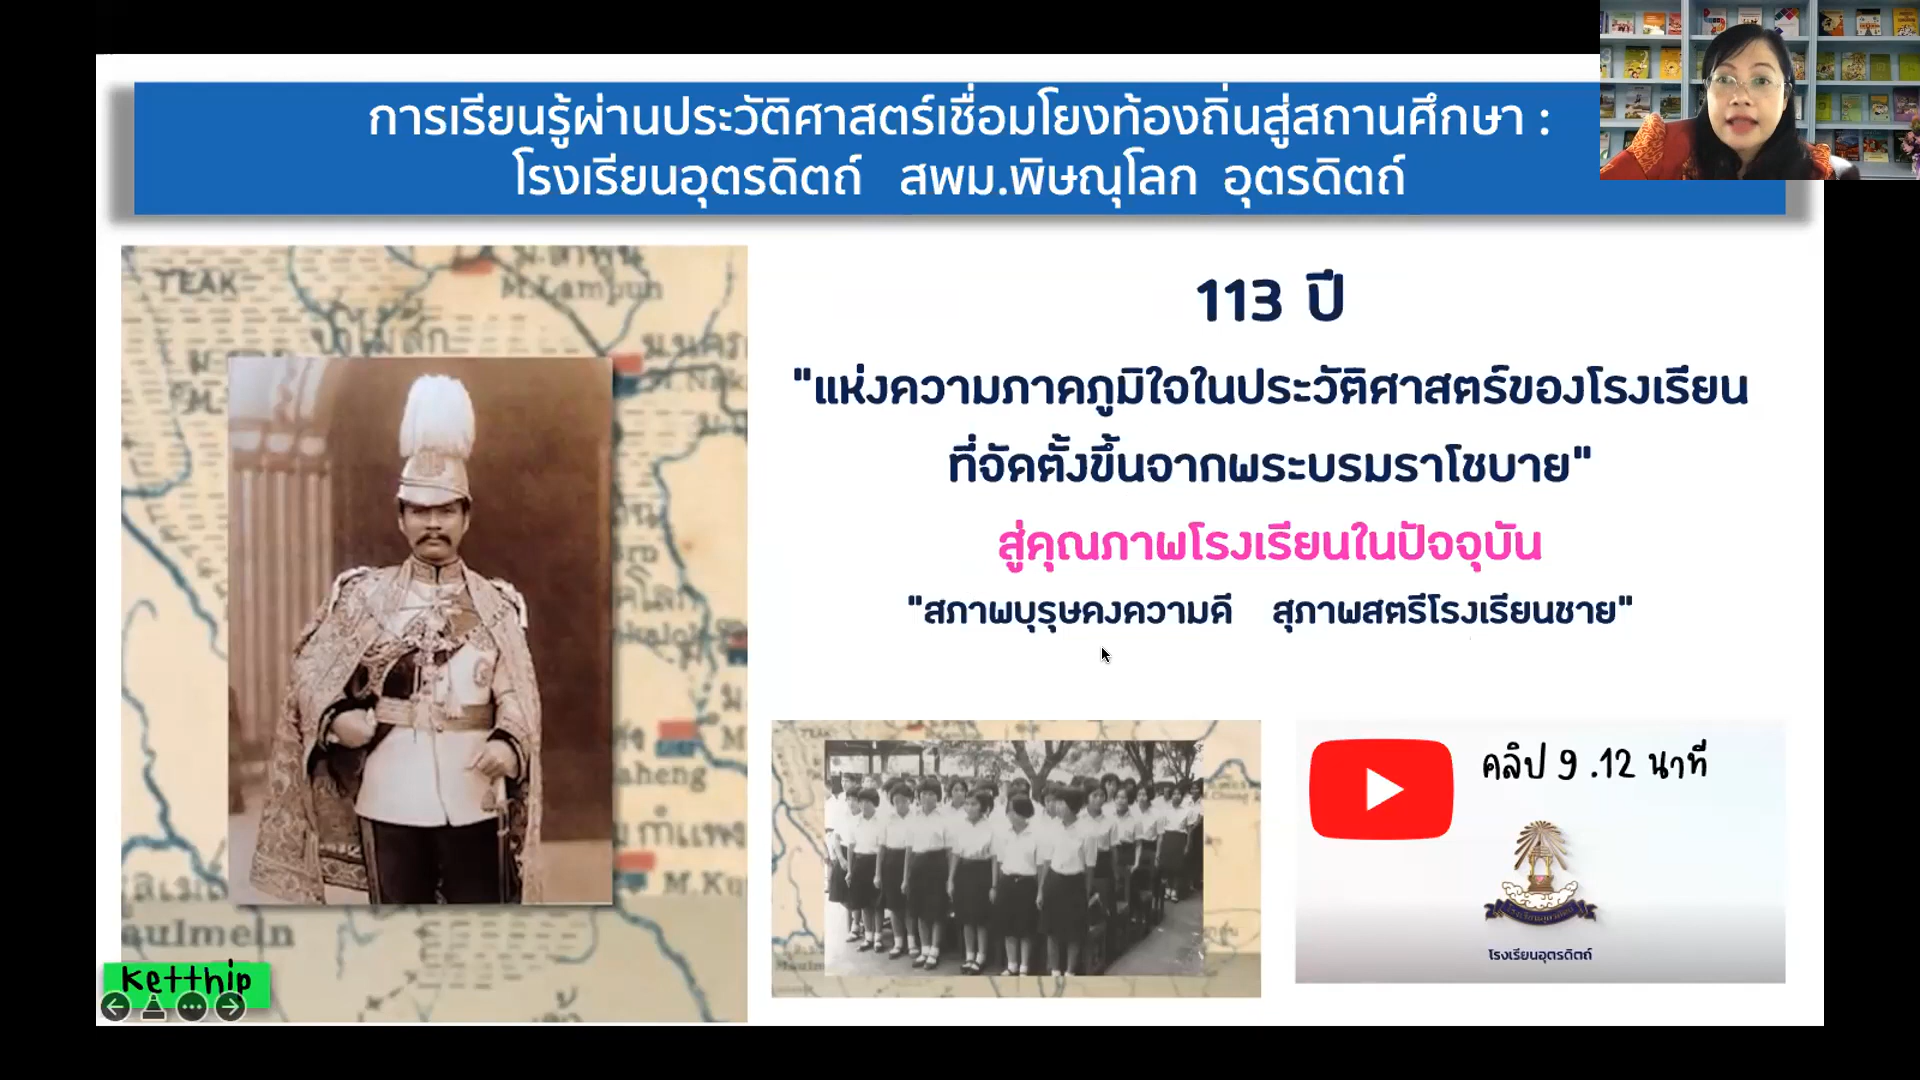 การเรียนรู้ผ่านประวัติศาสตร์เชื่อมโยงท้องถิ่นสู่สถานศึกษา :
โรงเรียนอุตรดิตถ์ สพม.พิษณุโลก อุตรดิตถ์
TEAK
M.Lampun
113 ปี
"แห่งความภาคภูมิใจในประวัติศาสตร์ของโรงเรียน
ที่จัดตั้งขึ้นจากพระบรมราโชบาย"
สู่คุณภาพโรงเรียนในปัจจุบัน
"สภาพบุรุษคงความดี สุภาพสตรีโรงเรียนชาย"
คลิป 9 .12 นาที
โรงเรียนอุตรดิตถ์
Ketthip